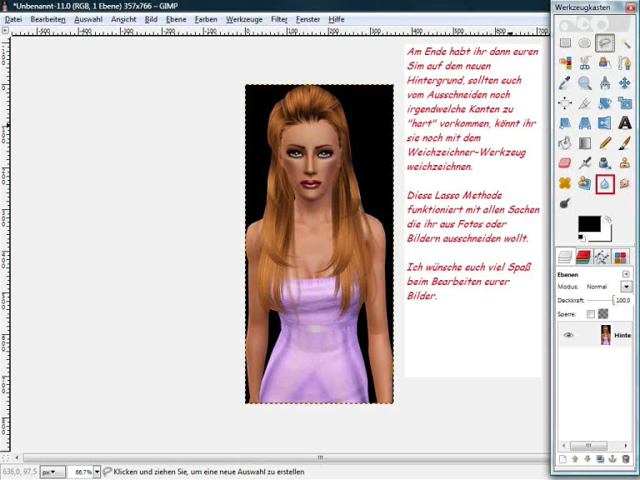 *Unbenannt-11.0 (RGB, 1 Ebene) 357x766 – GIMP
Werkzeugkasten
Datei Bearbeiten Auswahl Ansicht Bild Ebene Farben Werkzeuge Filter Fenster Hilfe
Am Ende habt ihr dann euren
Sim auf dem neuen
Hintergrund, sollten euch
vom Ausschneiden noch
irgendwelche Kanten zu
"hart" vorkommen, könnt ihr
sie noch mit dem
Weichzeichner-Werkzeug
weichzeichnen.
Diese Lasso Methode
funktioniert mit allen Sachen
die ihr aus Fotos oder
Bildern ausschneiden wollt.
Ich wünsche euch viel Spaß
beim Bearbeiten eurer
Bilder.
Ebenen
Modus: Normal
Deckkraft: 100,0
Sperre:
Hinte
636,0, 97,5 px 66,7% Klicken und ziehen Sie, um eine neue Auswahl zu erstellen